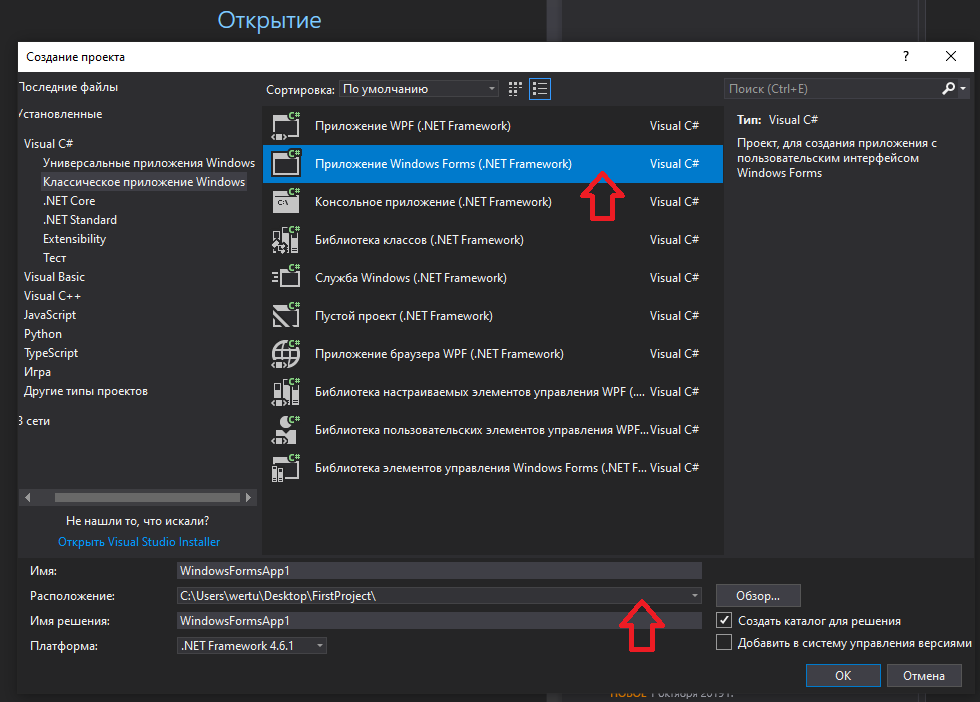 Открытие
Создание проекта
?
Последние файлы
Установленные
Visual C#
Универсальные приложения Windows
Классическое приложение Windows
.NET Core
.NET Standard
Extensibility
Тест
Visual Basic
Visual C++
JavaScript
Python
TypeScript
Игра
Другие типы проектов
В сети
Не нашли то, что искали?
Открыть Visual Studio Installer
Сортировка: По умолчанию
Приложение WPF (.NET Framework) Visual C#
Приложение Windows Forms (.NET Framework) Visual C#
Консольное приложение (.NET Framework) Visual C#
Библиотека классов (.NET Framework) Visual C#
Служба Windows (.NET Framework) Visual C#
Пустой проект (.NET Framework) Visual C#
Приложение браузера WPF (.NET Framework) Visual C#
Библиотека настраиваемых элементов управления WPF (.... Visual C#
Библиотека пользовательских элементов управления WPF... Visual C#
Библиотека элементов управления Windows Forms (.NET F... Visual C#
Поиск (Ctrl+E)
Тип: Visual C#
Проект, для создания приложения с
пользовательским интерфейсом
Windows Forms
Имя: WindowsFormsApp1
Расположение: C:\Users\wertu\Desktop\FirstProject\
Обзор...
Имя решения: WindowsFormsApp1
Создать каталог для решения
Платформа: .NET Framework 4.6.1
Добавить в систему управления версиями
OK
Отмена
НОВОЕ 1 октября 2019 г.